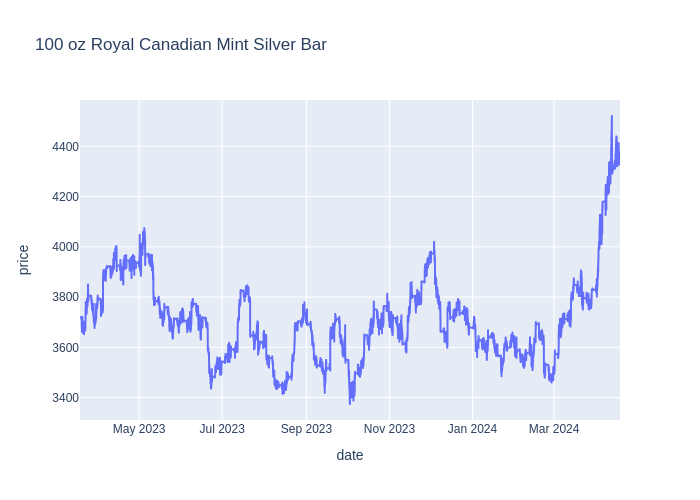 100 oz Royal Canadian Mint Silver Bar
price
4400
4200
4000
3800
3600
3400
May 2023
Jul 2023
Sep 2023
Nov 2023
Jan 2024
Mar 2024
date